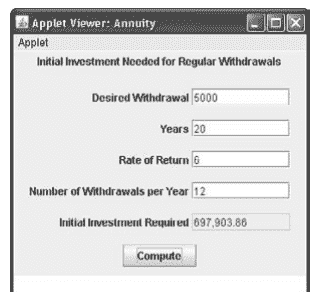 Applet Viewer: Annuity
Applet
Initial Investment Needed for Regular Withdrawals
Desired Withdrawal 5000
Years 20
Rate of Return 6
Number of Withdrawals per Year 12
Initial Investment Required 697,903.86
Compute